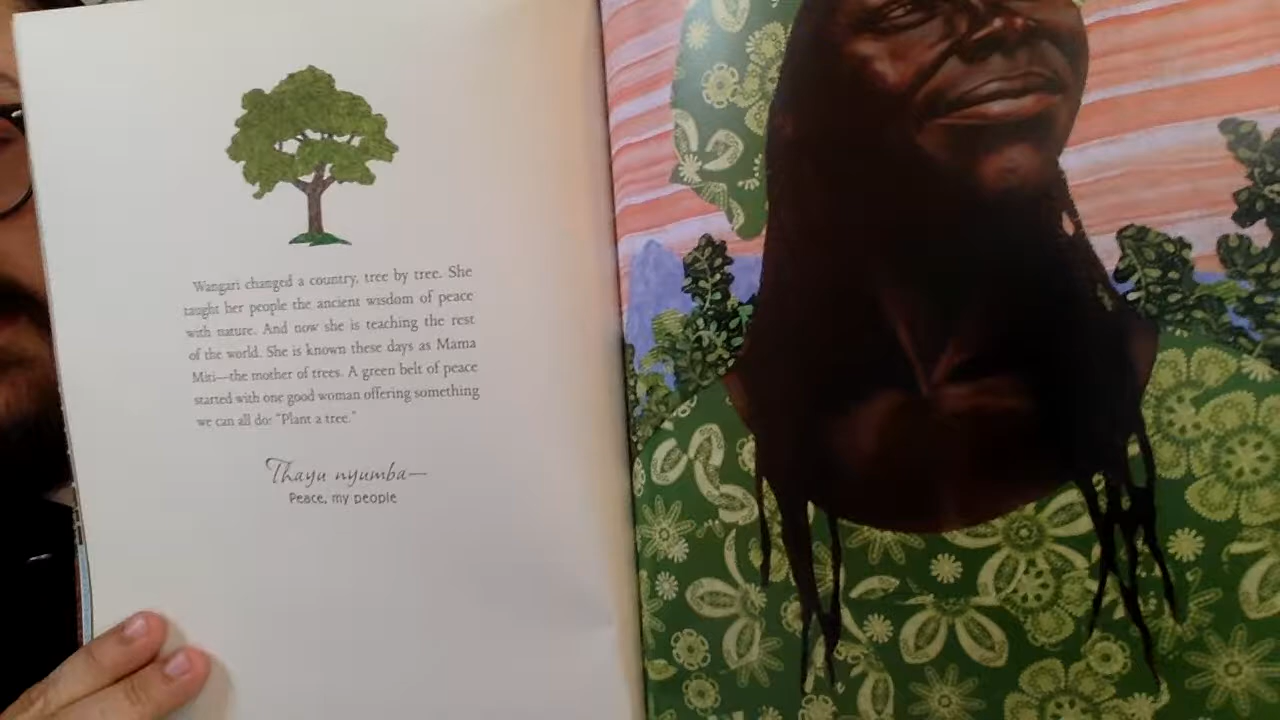 Wangari changed a country, tree by tree. She
taught her people the ancient wisdom of peace
with nature. And now she is teaching the rest
of the world. She is known these days as Mama
Miti—the mother of trees. A green belt of peace
started with one good woman offering something
we can all do: “Plant a tree.”
Thayu nyumba—
Peace, my people